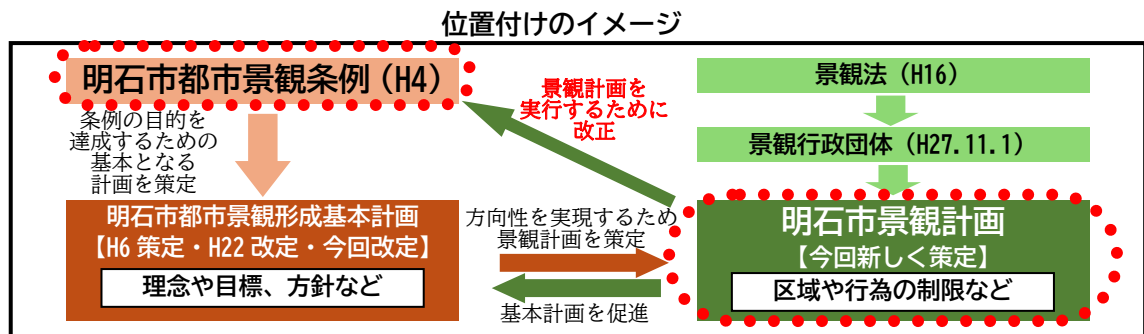 位置付けのイメージ
明石市都市景観条例（H4）
条例の目的を
達成するための
基本となる
計画を策定
明石市都市景観形成基本計画
【H6 策定・H22 改定・今回改定】
理念や目標、方針など
景観計画を
実行するために
改正
方向性を実現するため
景観計画を策定
基本計画を促進
景観法（H16）
景観行政団体（H27.11.1）
明石市景観計画
【今回新しく策定】
区域や行為の制限など